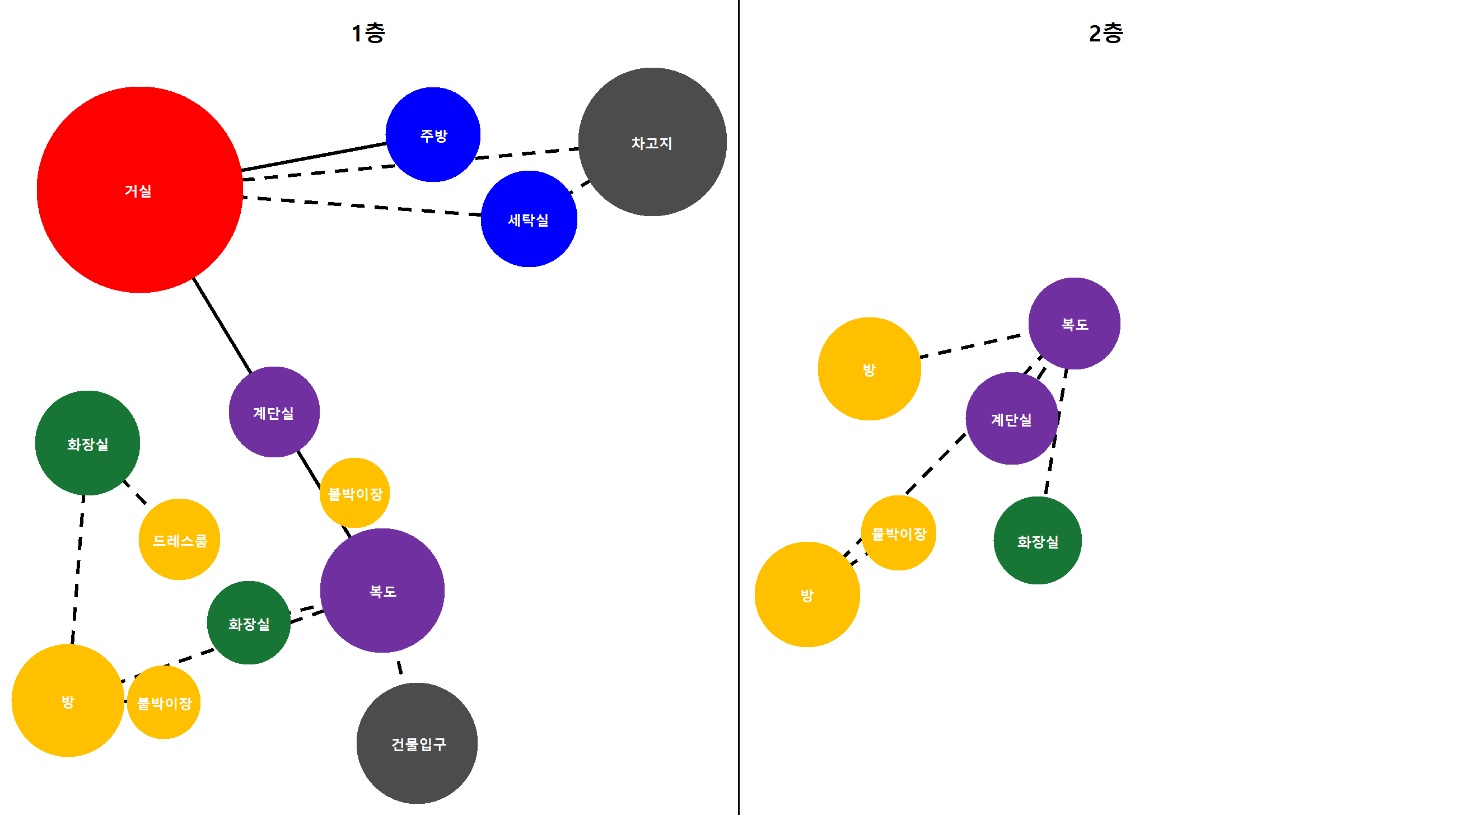 1층
거실
주방
차고지
세탁실
계단실
화장실
붙박이장
드레스룸
복도
화장실
방
붙박이장
건물입구
2층
복도
방
계단실
붙박이장
화장실
방